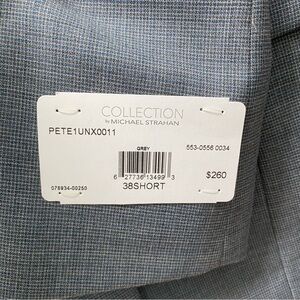 COLLECTION
by MICHAEL STRAHAN
PETE1UNX0011
GREY
553-0556 0034
6 27736 13499 3
$260
078934-00250
38SHORT